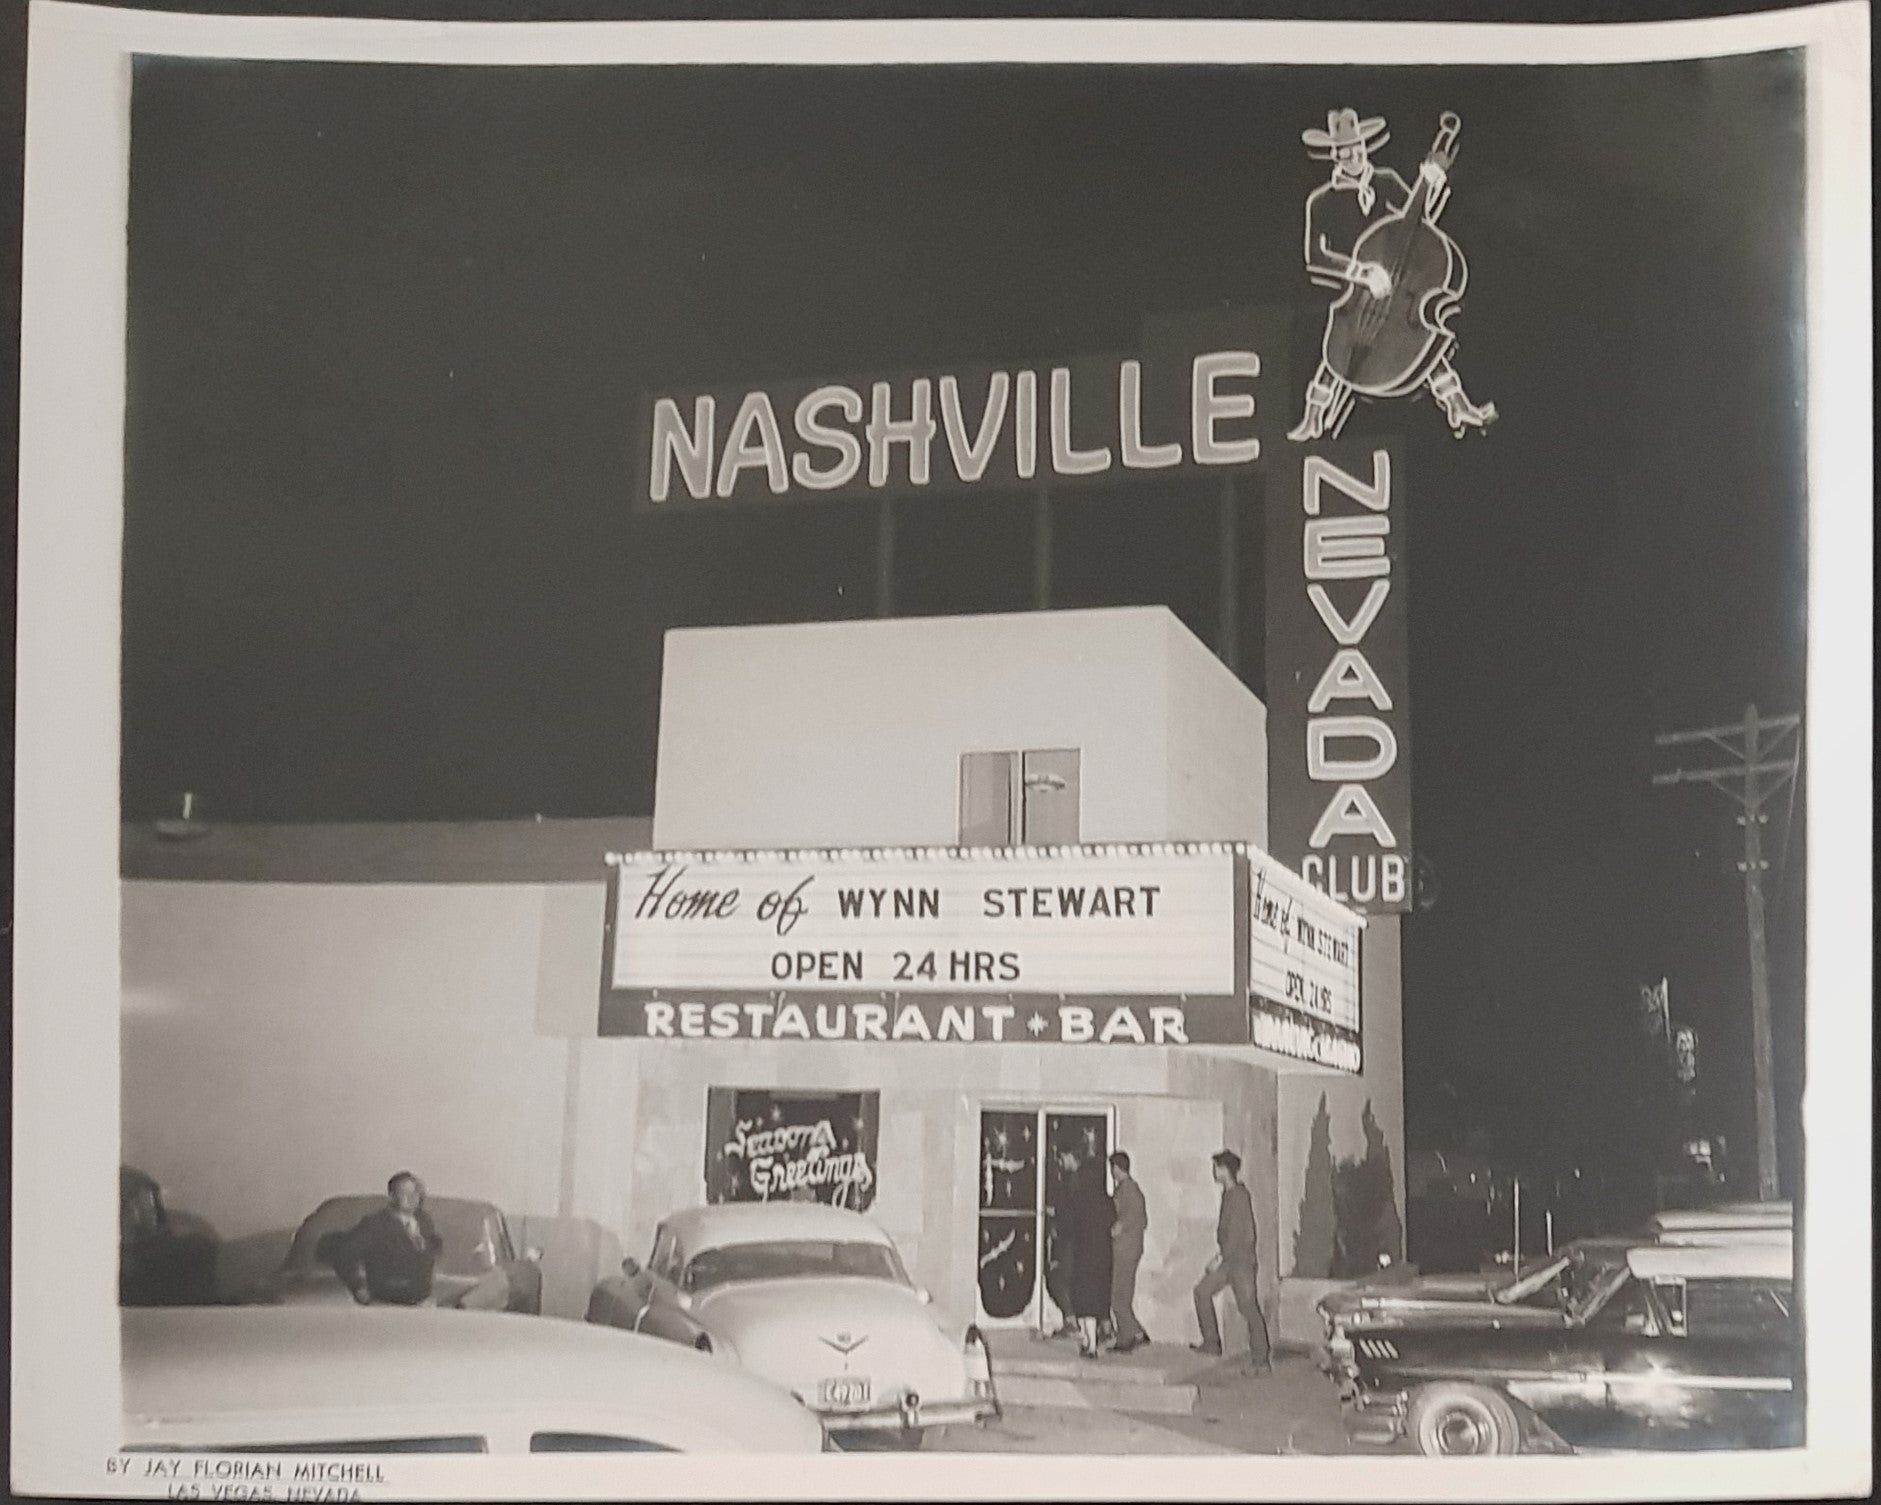 NASHVILLE
NEVADA
CLUB
Home of WYNN STEWART
OPEN 24 HRS
RESTAURANT * BAR
Home of WYNN STEWART
OPEN 24 HRS
Seasons
Greetings
BY JAY FLORIAN MITCHELL
LAS VEGAS, NEVADA